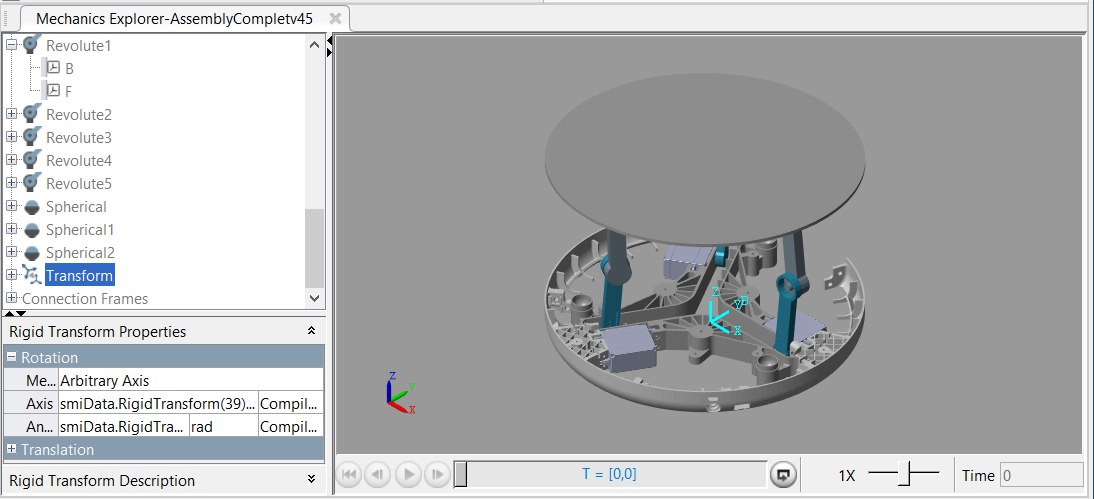 Mechanics Explorer-AssemblyCompletv45
Revolute1
B
F
Revolute2
Revolute3
Revolute4
Revolute5
Spherical
Spherical1
Spherical2
Transform
Connection Frames
Rigid Transform Properties
Rotation
Me... Arbitrary Axis
Axis smiData.RigidTransform(39)... Compil...
An... smiData.RigidTra... rad Compil...
Translation
Rigid Transform Description
Z
Y B
X
Z
Y
X
T = [0,0]
1X
Time 0